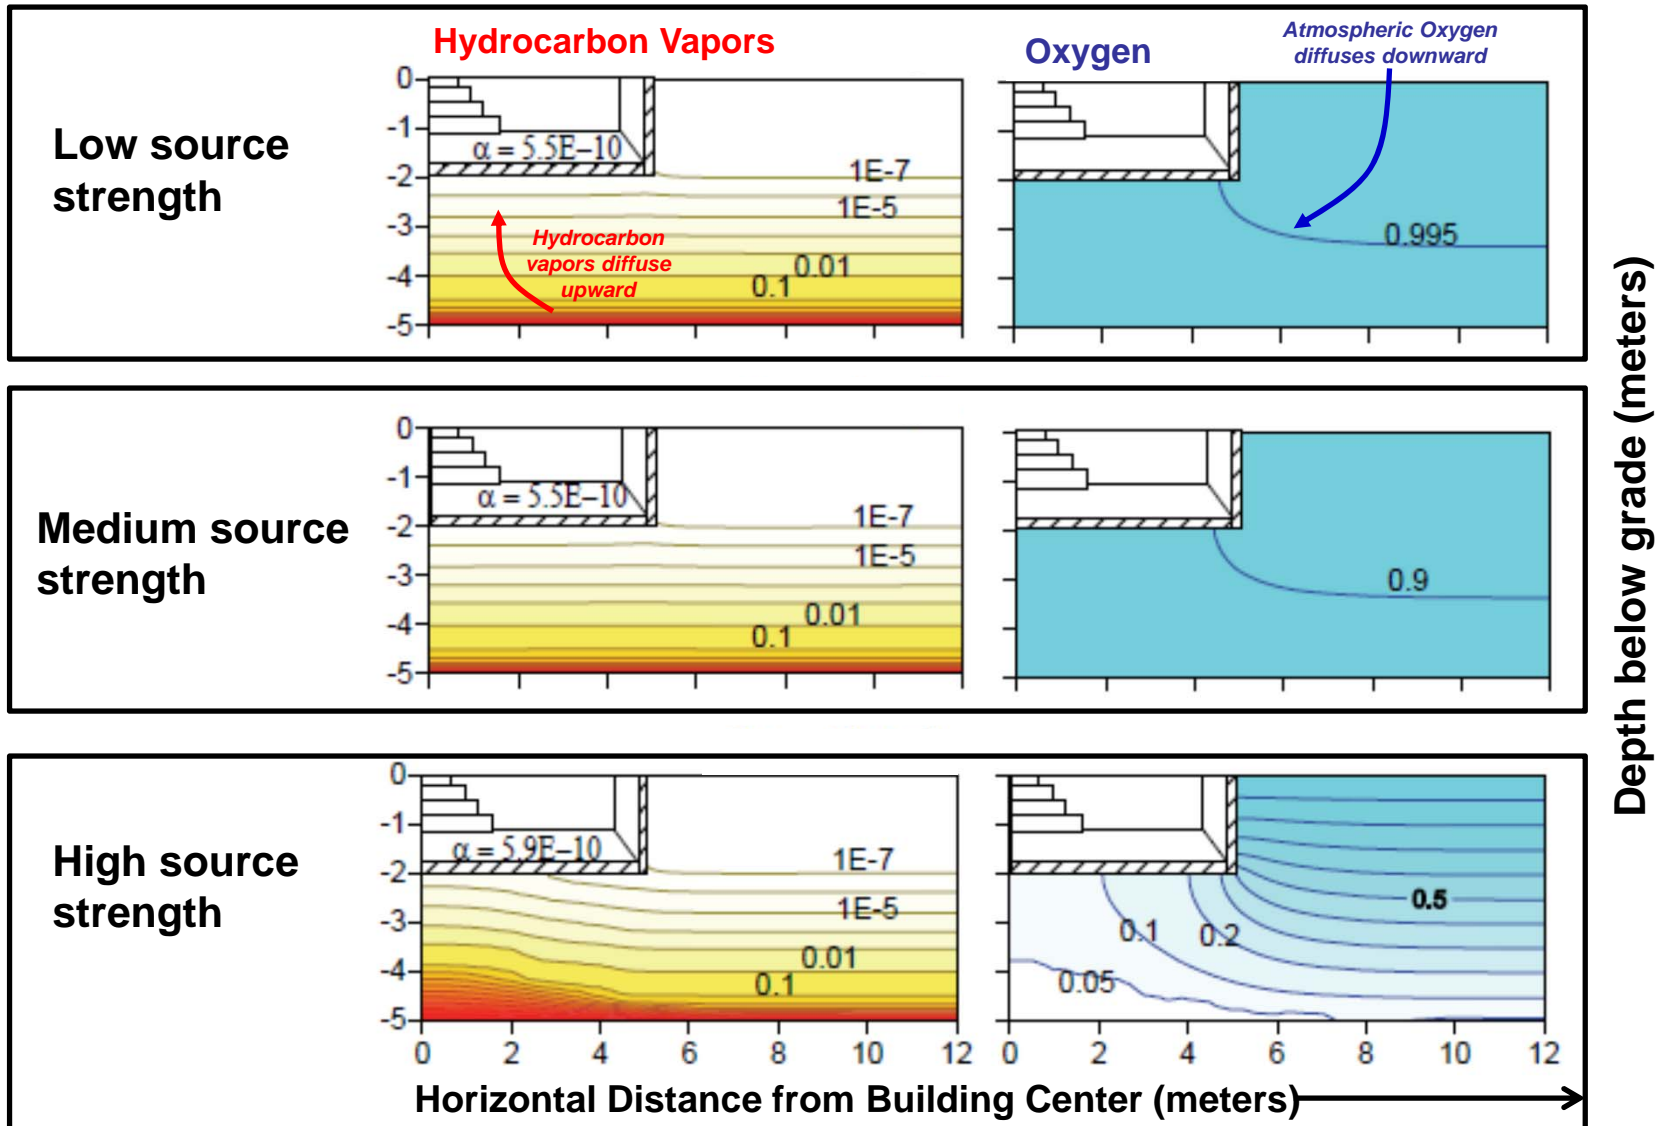 Hydrocarbon Vapors
Oxygen
Atmospheric Oxygen
diffuses downward
Low source
strength
0
-1
-2
-3
-4
-5
α = 5.5E–10
1E-7
1E-5
0.01
0.1
Hydrocarbon
vapors diffuse
upward
0.995
Medium source
strength
0
-1
-2
-3
-4
-5
α = 5.5E–10
1E-7
1E-5
0.01
0.1
0.9
High source
strength
0
-1
-2
-3
-4
-5
α = 5.9E–10
1E-7
1E-5
0.01
0.1
0 2 4 6 8 10 12
0.5
0.1
0.2
0.05
0 2 4 6 8 10 12
Horizontal Distance from Building Center (meters)
Depth below grade (meters)